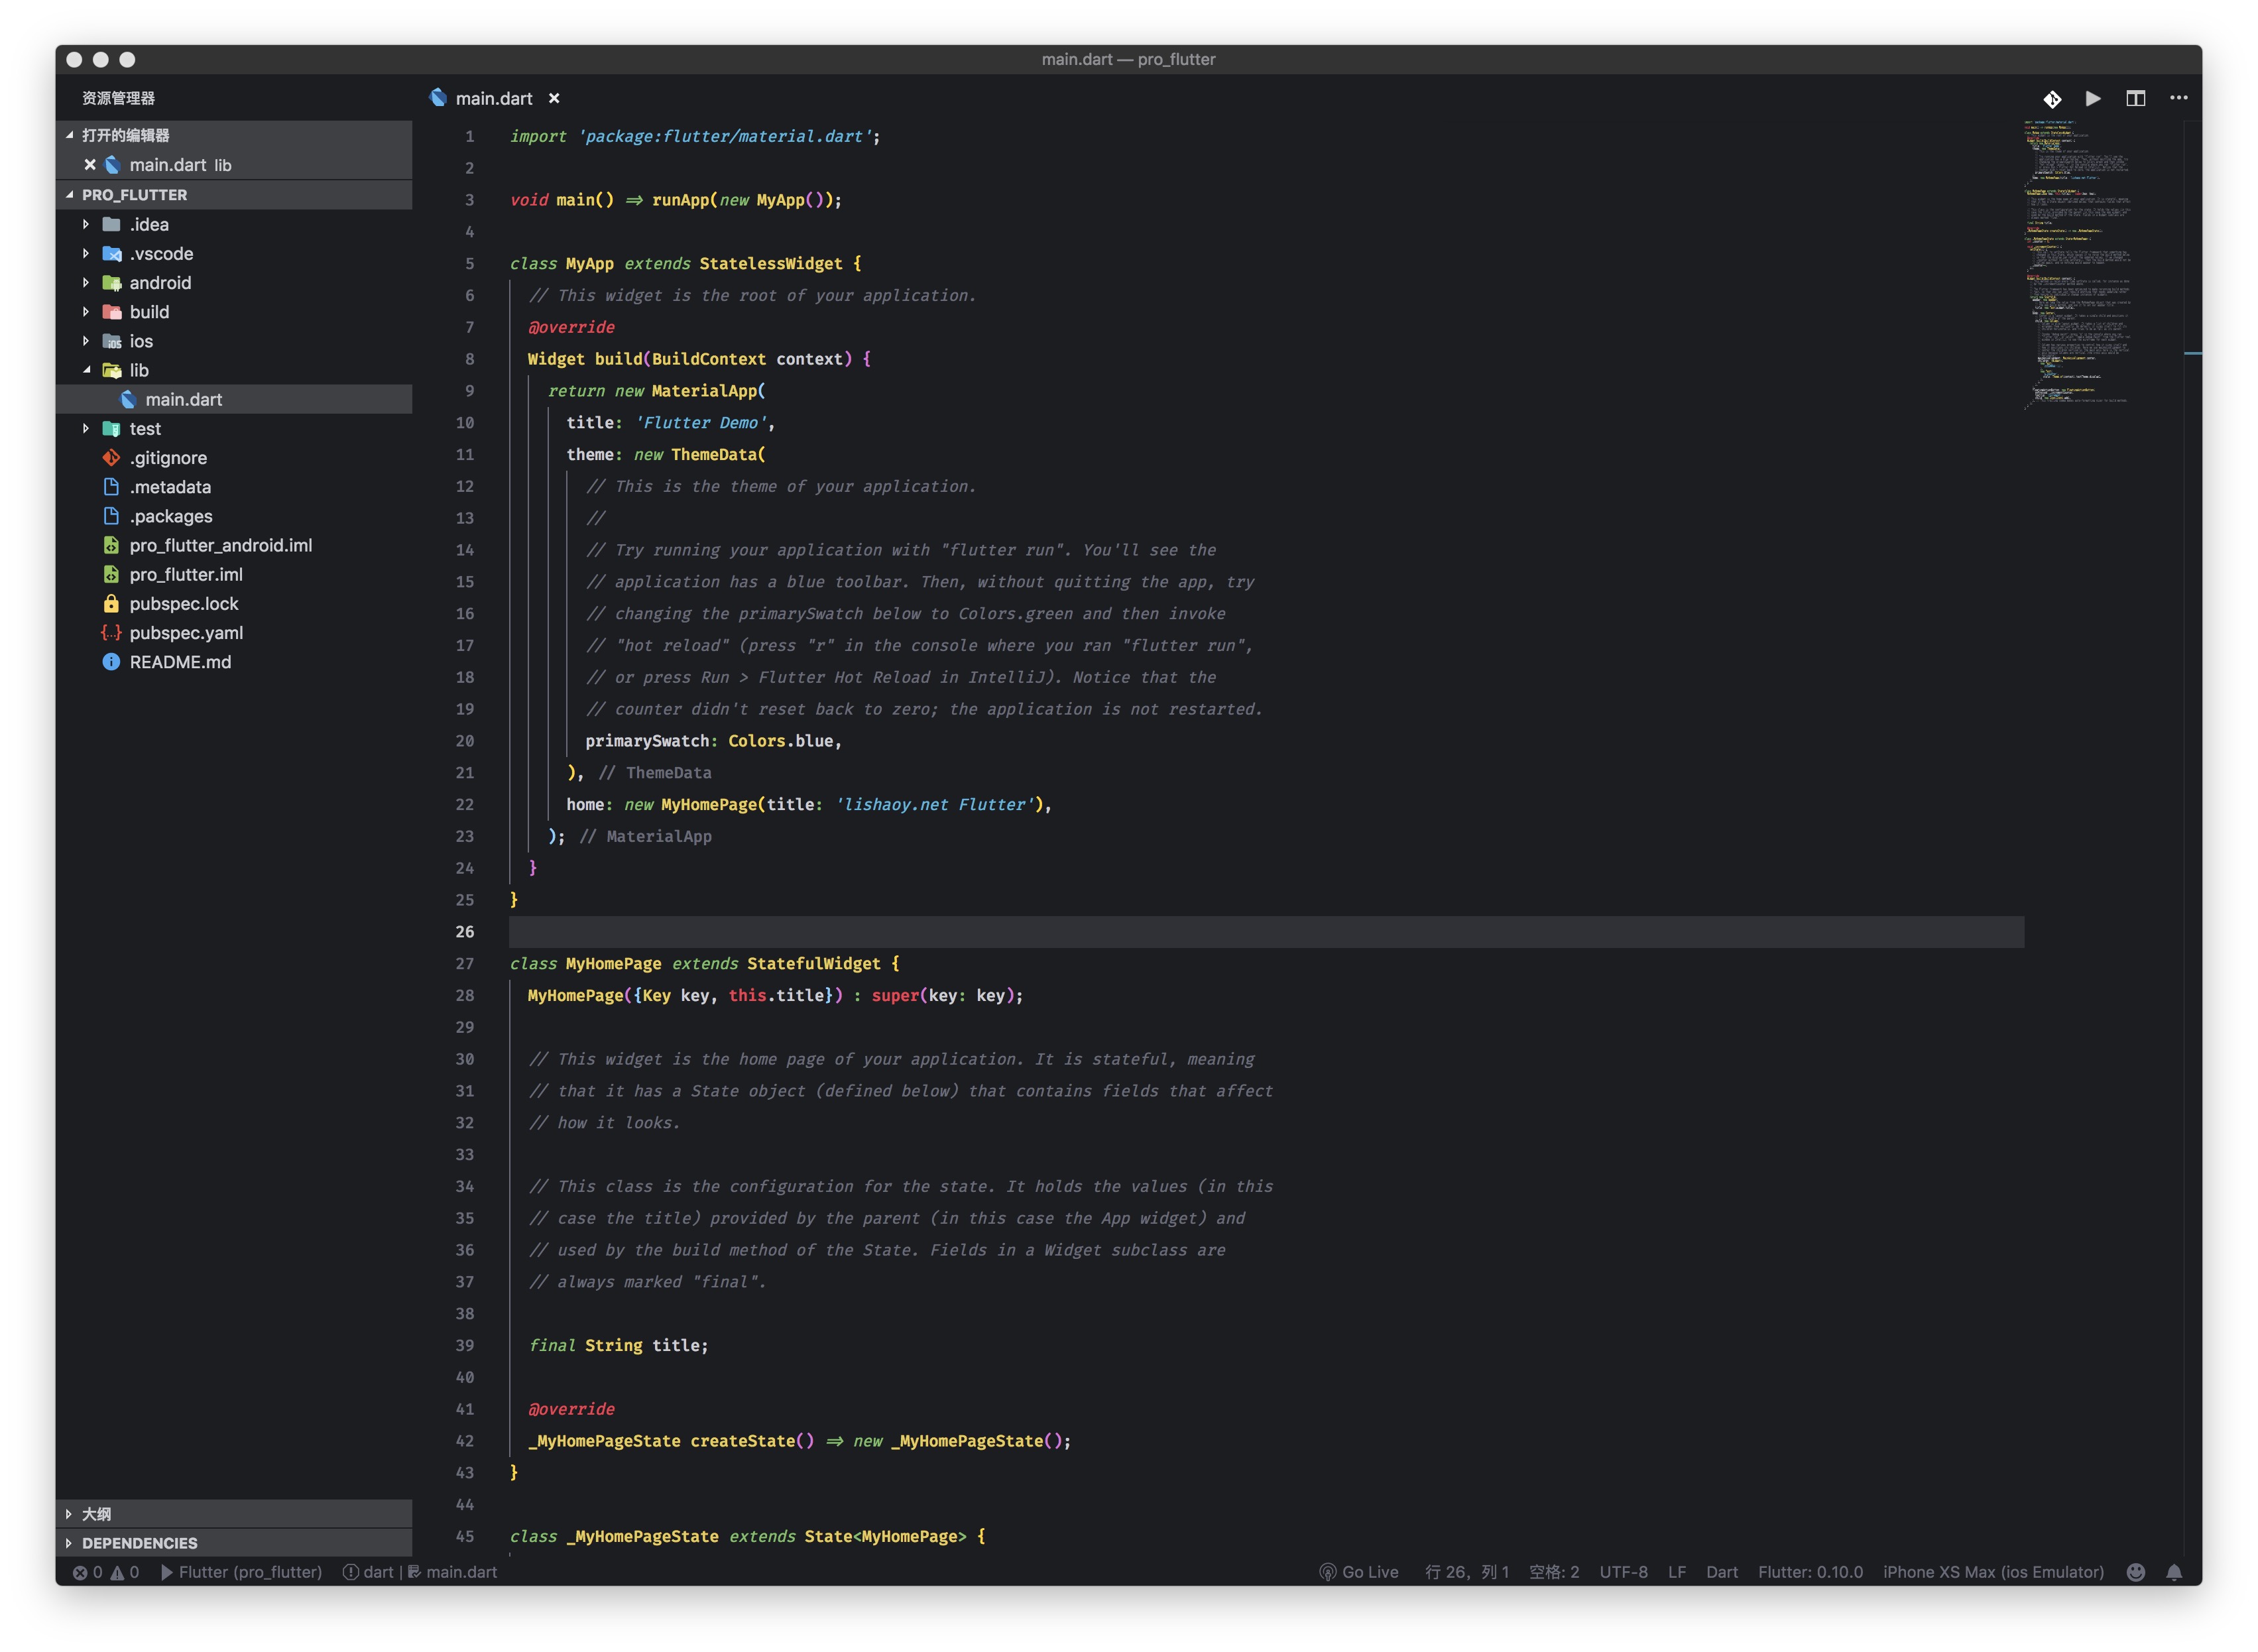 main.dart — pro_flutter
资源管理器
打开的编辑器
main.dart lib
PRO_FLUTTER
.idea
.vscode
android
build
ios
lib
main.dart
test
.gitignore
.metadata
.packages
pro_flutter_android.iml
pro_flutter.iml
pubspec.lock
pubspec.yaml
README.md
大纲
DEPENDENCIES
main.dart
1 import 'package:flutter/material.dart';
2
3 void main() => runApp(new MyApp());
4
5 class MyApp extends StatelessWidget {
6 // This widget is the root of your application.
7 @override
8 Widget build(BuildContext context) {
9 return new MaterialApp(
10 title: 'Flutter Demo',
11 theme: new ThemeData(
12 // This is the theme of your application.
13 //
14 // Try running your application with "flutter run". You'll see the
15 // application has a blue toolbar. Then, without quitting the app, try
16 // changing the primarySwatch below to Colors.green and then invoke
17 // "hot reload" (press "r" in the console where you ran "flutter run",
18 // or press Run > Flutter Hot Reload in IntelliJ). Notice that the
19 // counter didn't reset back to zero; the application is not restarted.
20 primarySwatch: Colors.blue,
21 ), // ThemeData
22 home: new MyHomePage(title: 'lishaoy.net Flutter'),
23 ); // MaterialApp
24 }
25 }
26
27 class MyHomePage extends StatefulWidget {
28 MyHomePage({Key key, this.title}) : super(key: key);
29
30 // This widget is the home page of your application. It is stateful, meaning
31 // that it has a State object (defined below) that contains fields that affect
32 // how it looks.
33
34 // This class is the configuration for the state. It holds the values (in this
35 // case the title) provided by the parent (in this case the App widget) and
36 // used by the build method of the State. Fields in a Widget subclass are
37 // always marked "final".
38
39 final String title;
40
41 @override
42 _MyHomePageState createState() => new _MyHomePageState();
43 }
44
45 class _MyHomePageState extends State<MyHomePage> {
0 0 Flutter (pro_flutter) dart | main.dart Go Live 行 26，列 1 空格: 2 UTF-8 LF Dart Flutter: 0.10.0 iPhone XS Max (ios Emulator)